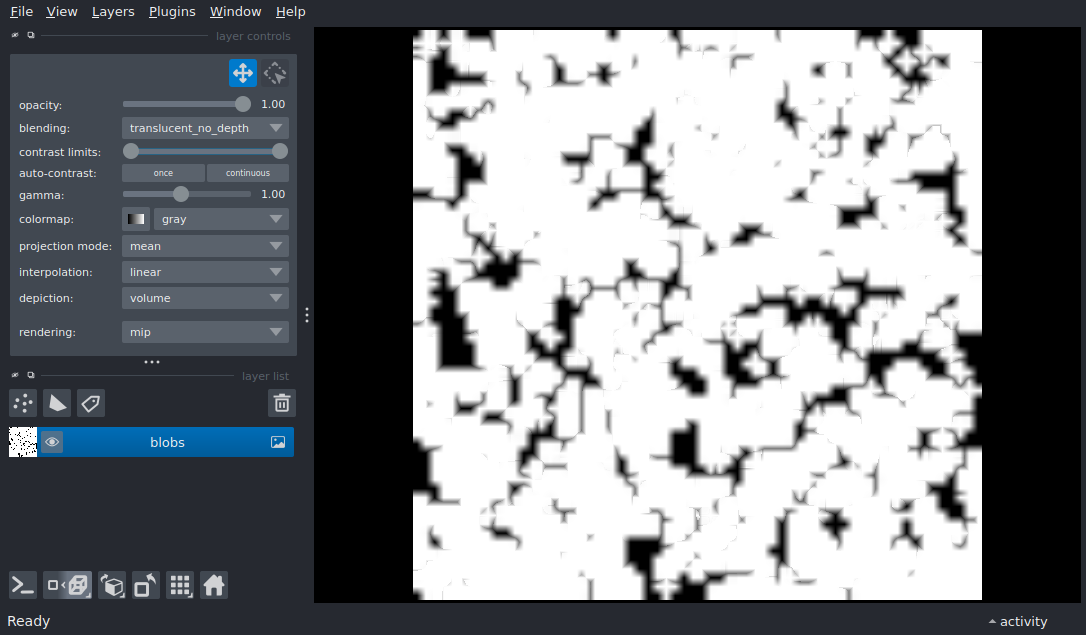 File View Layers Plugins Window Help
layer controls
opacity: 1.00
blending: translucent_no_depth
contrast limits:
auto-contrast: once continuous
gamma: 1.00
colormap: gray
projection mode: mean
interpolation: linear
depiction: volume
rendering: mip
layer list
blobs
Ready activity